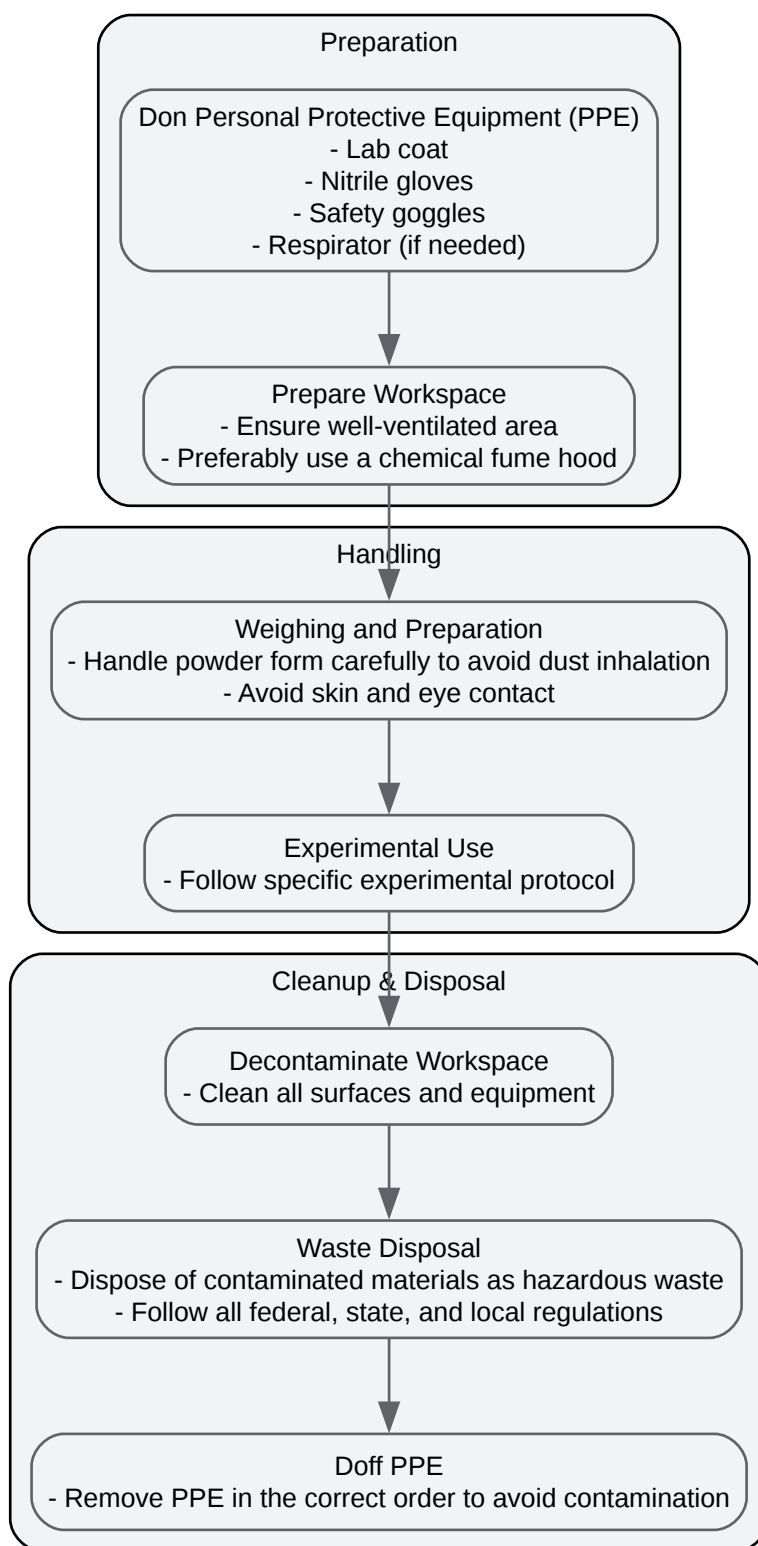 Preparation
Don Personal Protective Equipment (PPE)
- Lab coat
- Nitrile gloves
- Safety goggles
- Respirator (if needed)
Prepare Workspace
- Ensure well-ventilated area
- Preferably use a chemical fume hood
Handling
Weighing and Preparation
- Handle powder form carefully to avoid dust inhalation
- Avoid skin and eye contact
Experimental Use
- Follow specific experimental protocol
Cleanup & Disposal
Decontaminate Workspace
- Clean all surfaces and equipment
Waste Disposal
- Dispose of contaminated materials as hazardous waste
- Follow all federal, state, and local regulations
Doff PPE
- Remove PPE in the correct order to avoid contamination